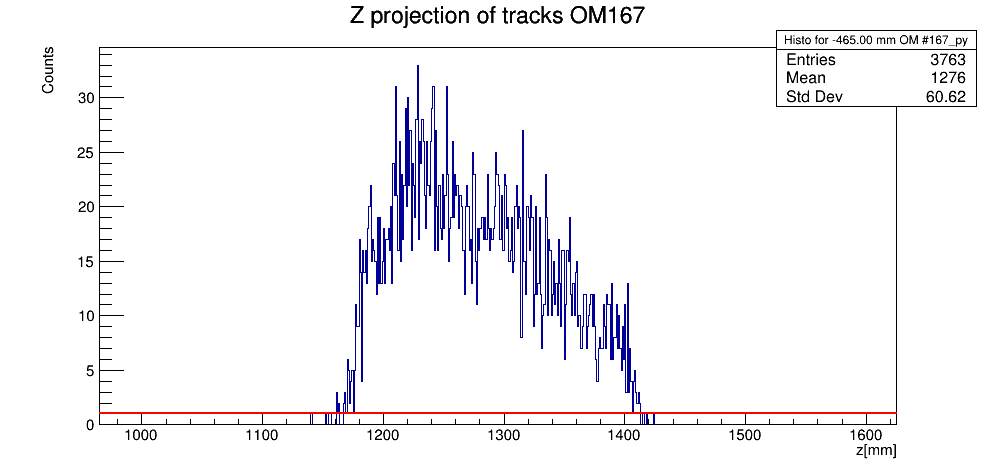 Z projection of tracks OM167
Histo for -465.00 mm OM #167_py
Entries 3763
Mean 1276
Std Dev 60.62
Counts
30
25
20
15
10
5
0
1000 1100 1200 1300 1400 1500 1600
z[mm]